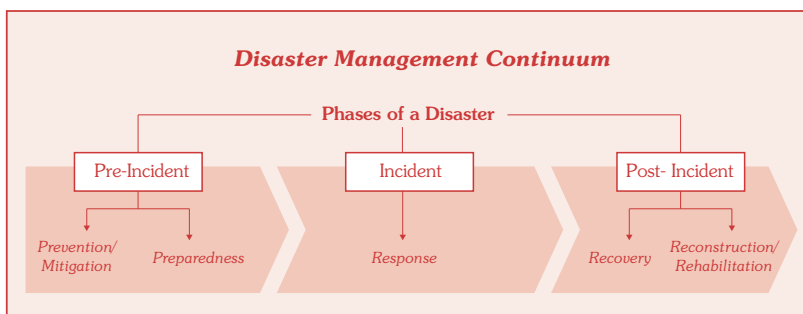 Disaster Management Continuum
Phases of a Disaster
Pre-Incident
Incident
Post- Incident
Prevention/
Mitigation
Preparedness
Response
Recovery
Reconstruction/
Rehabilitation